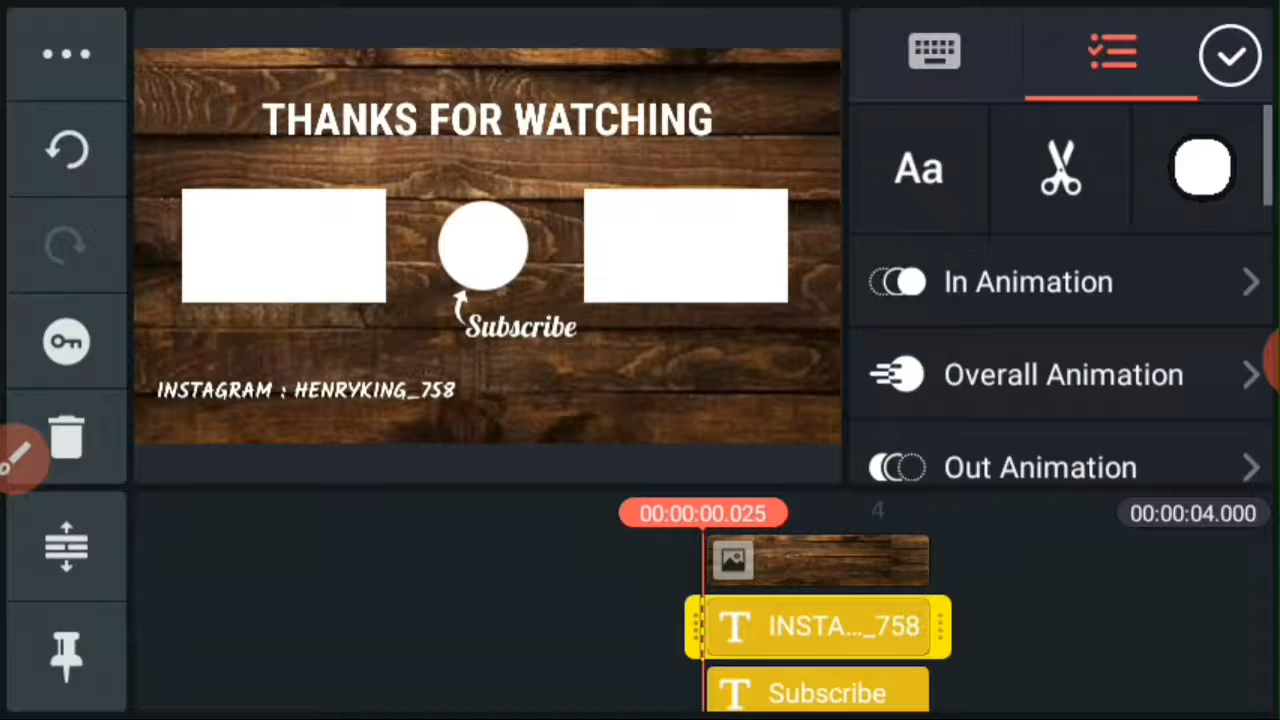 THANKS FOR WATCHING
Subscribe
INSTAGRAM : HENRYKING_758
Aa
In Animation
Overall Animation
Out Animation
00:00:00.025
4
00:00:04.000
T INSTA..._758
T Subscribe